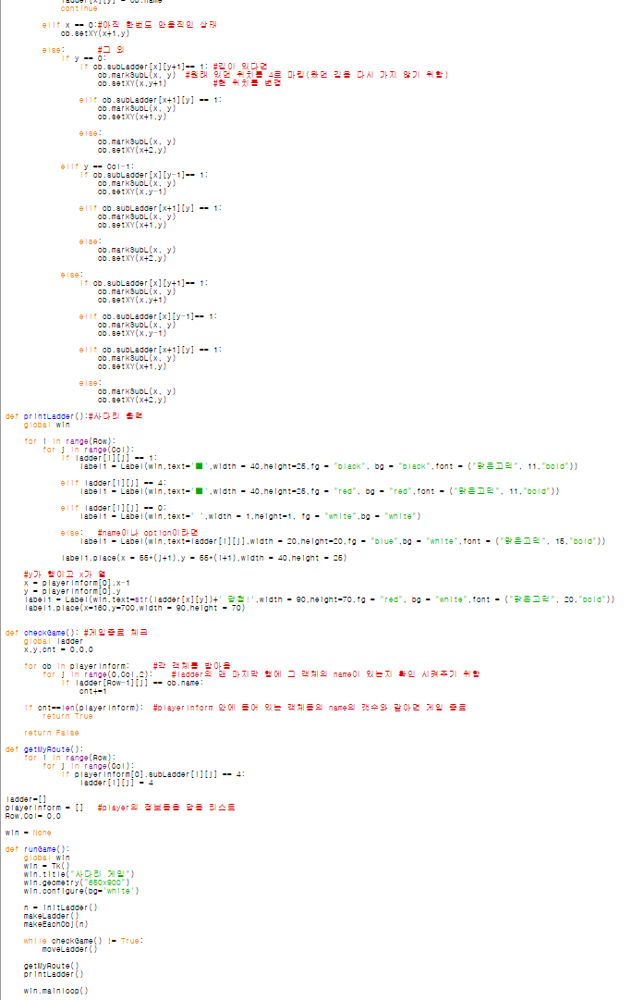 ladder[x][y] = ob.name
continue
elif x == 0:#아직 한번도 안움직인 상태
ob.setXY(x+1,y)
else:       #그 외
if y == 0:
if ob.subLadder[x][y+1]== 1: #길이 있다면
ob.markSubL(x, y)  #원래 있던 위치를 4로 마킹(왔던 길을 다시 가지 않기 위함)
ob.setXY(x,y+1)          #현 위치를 변경
elif ob.subLadder[x+1][y] == 1:
ob.markSubL(x, y)
ob.setXY(x+1,y)
else:
ob.markSubL(x, y)
ob.setXY(x+2,y)
elif y == Col-1:
if ob.subLadder[x][y-1]== 1:
ob.markSubL(x, y)
ob.setXY(x,y-1)
elif ob.subLadder[x+1][y] == 1:
ob.markSubL(x, y)
ob.setXY(x+1,y)
else:
ob.markSubL(x, y)
ob.setXY(x+2,y)
else:
if ob.subLadder[x][y+1]== 1:
ob.markSubL(x, y)
ob.setXY(x,y+1)
elif ob.subLadder[x][y-1]== 1:
ob.markSubL(x, y)
ob.setXY(x,y-1)
elif ob.subLadder[x+1][y] == 1:
ob.markSubL(x, y)
ob.setXY(x+1,y)
else:
ob.markSubL(x, y)
ob.setXY(x+2,y)
def printLadder():#사다리 출력
global win
for i in range(Row):
for j in range(Col):
if ladder[i][j] == 1:
label1 = Label(win,text='■',width = 40,height=25,fg = "black", bg = "black",font = ("맑은고딕", 11,"bold"))
elif ladder[i][j] == 4:
label1 = Label(win,text='■',width = 40,height=25,fg = "red", bg = "red",font = ("맑은고딕", 11,"bold"))
elif ladder[i][j] == 0:
label1 = Label(win,text=' ',width = 1,height=1, fg = "white",bg = "white")
else:   #name이나 option이라면
label1 = Label(win,text=ladder[i][j],width = 20,height=20,fg = "blue",bg = "white",font = ("맑은고딕", 15,"bold"))
label1.place(x = 55*(j+1),y = 55*(i+1),width = 40,height = 25)
#y가 행이고 x가 열
x = playerInform[0].x-1
y = playerInform[0].y
label1 = Label(win,text=str(ladder[x][y])+' 당첨!',width = 90,height=70,fg = "red", bg = "white",font = ("맑은고딕", 20,"bold"))
label1.place(x=160,y=700,width = 90,height = 70)
def checkGame(): #게임종료 체크
global ladder
x,y,cnt = 0,0,0
for ob in playerInform:     #각 객체를 받아옴
for j in range(0,Col,2):   #ladder의 맨 마지막 행에 그 객체의 name이 있는지 확인 시켜주기 위함
if ladder[Row-1][j] == ob.name:
cnt+=1
if cnt==len(playerInform):  #playerInform 안에 들어 있는 객체들의 name의 갯수와 같아면 게임 종료
return True
return False
def getMyRoute():
for i in range(Row):
for j in range(Col):
if playerInform[0].subLadder[i][j] == 4:
ladder[i][j] = 4
ladder=[]
playerInform = []   #player의 정보들을 담을 리스트
Row,Col= 0,0
win = None
def runGame():
global win
win = Tk()
win.title("사다리 게임")
win.geometry("650x900")
win.configure(bg='white')
n = initLadder()
makeLadder()
makeEachObj(n)
while checkGame() != True:
moveLadder()
getMyRoute()
printLadder()
win.mainloop()